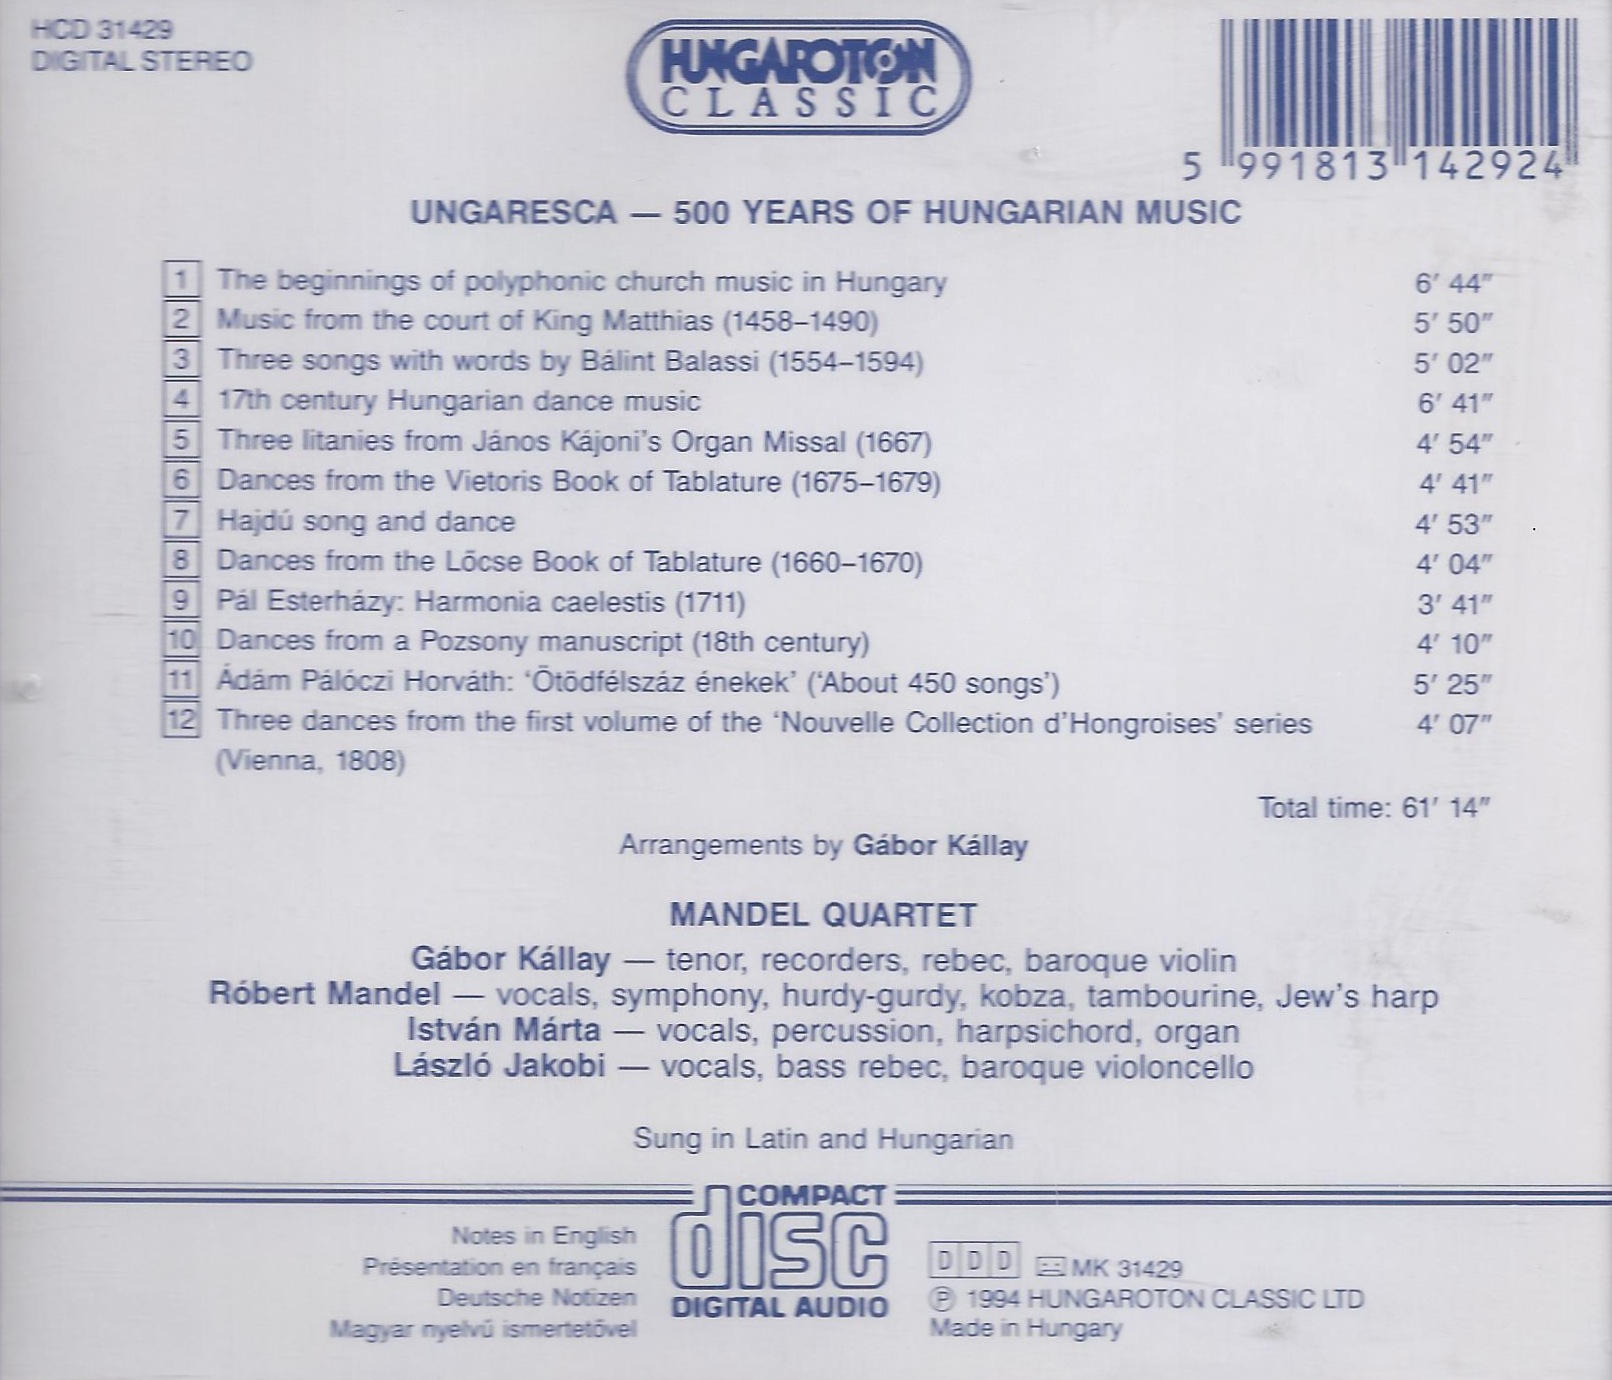 HCD 31429
DIGITAL STEREO
HUNGAROTON
CLASSIC
5 991813 142924
UNGARESCA — 500 YEARS OF HUNGARIAN MUSIC
1 The beginnings of polyphonic church music in Hungary 6′ 44″
2 Music from the court of King Matthias (1458–1490) 5′ 50″
3 Three songs with words by Bálint Balassi (1554–1594) 5′ 02″
4 17th century Hungarian dance music 6′ 41″
5 Three litanies from János Kájoni's Organ Missal (1667) 4′ 54″
6 Dances from the Vietoris Book of Tablature (1675–1679) 4′ 41″
7 Hajdú song and dance 4′ 53″
8 Dances from the Lőcse Book of Tablature (1660–1670) 4′ 04″
9 Pál Esterházy: Harmonia caelestis (1711) 3′ 41″
10 Dances from a Pozsony manuscript (18th century) 4′ 10″
11 Ádám Pálóczi Horváth: ‘Ötödfélszáz énekek’ (‘About 450 songs’) 5′ 25″
12 Three dances from the first volume of the ‘Nouvelle Collection d’Hongroises’ series 4′ 07″
(Vienna, 1808)
Total time: 61′ 14″
Arrangements by Gábor Kállay
MANDEL QUARTET
Gábor Kállay — tenor, recorders, rebec, baroque violin
Róbert Mandel — vocals, symphony, hurdy-gurdy, kobza, tambourine, Jew's harp
István Márta — vocals, percussion, harpsichord, organ
László Jakobi — vocals, bass rebec, baroque violoncello
Sung in Latin and Hungarian
COMPACT
disc
DIGITAL AUDIO
Notes in English
Présentation en français
Deutsche Notizen
Magyar nyelvű ismertetővel
DDD MK 31429
℗ 1994 HUNGAROTON CLASSIC LTD
Made in Hungary